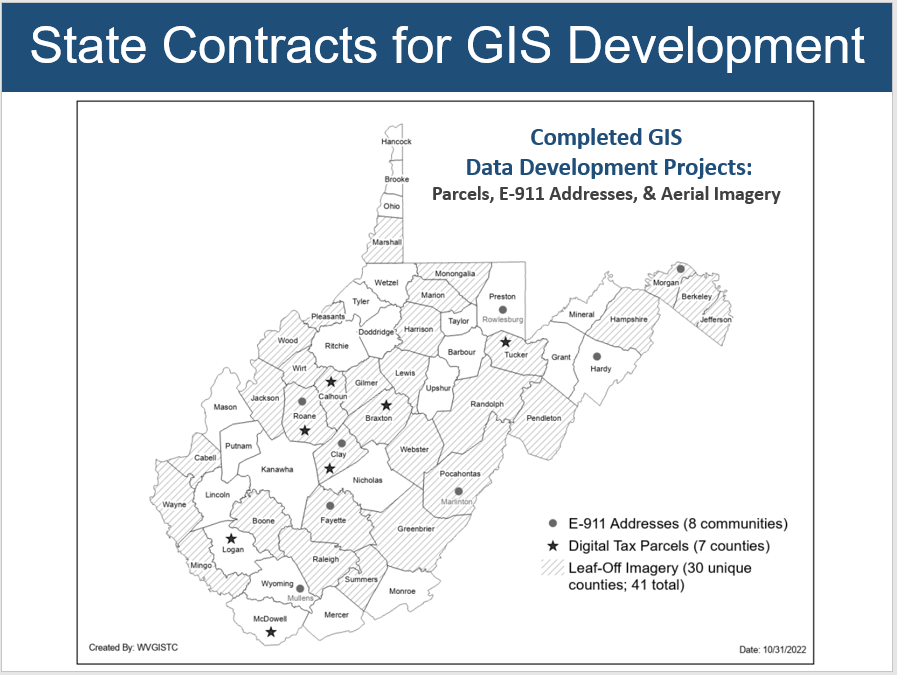 State Contracts for GIS Development
Completed GIS
Data Development Projects:
Parcels, E-911 Addresses, & Aerial Imagery
Hancock
Brooke
Ohio
Marshall
Wetzel
Monongalia
Marion
Preston
Rowlesburg
Morgan
Berkeley
Jefferson
Tyler
Pleasants
Doddridge
Harrison
Taylor
Mineral
Hampshire
Wood
Ritchie
Barbour
Tucker
Grant
Hardy
Wirt
Calhoun
Gilmer
Lewis
Upshur
Randolph
Pendleton
Mason
Jackson
Roane
Braxton
Putnam
Cabell
Kanawha
Clay
Webster
Nicholas
Pocahontas
Marlinton
Wayne
Lincoln
Boone
Fayette
Greenbrier
Logan
Mingo
Raleigh
Wyoming
Mullens
Summers
Monroe
McDowell
Mercer
E-911 Addresses (8 communities)
Digital Tax Parcels (7 counties)
Leaf-Off Imagery (30 unique
counties; 41 total)
Created By: WVGISTC
Date: 10/31/2022